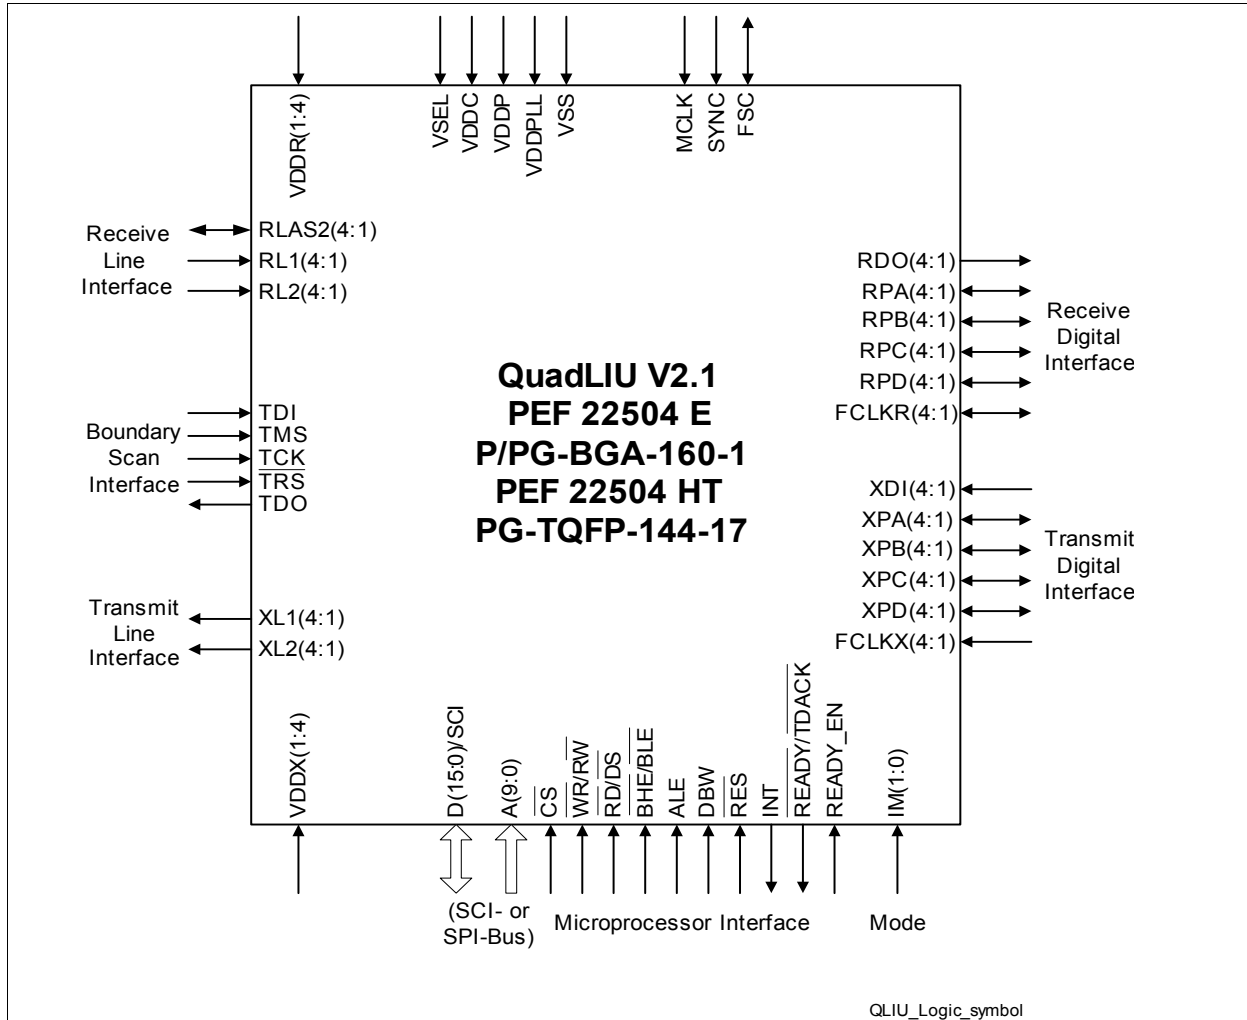 VDDR(1:4)
VSEL
VDDC
VDDP
VDDPLL
VSS
MCLK
SYNC
FSC
Receive
Line
Interface
RLAS2(4:1)
RL1(4:1)
RL2(4:1)
RDO(4:1)
RPA(4:1)
RPB(4:1)
RPC(4:1)
RPD(4:1)
FCLKR(4:1)
Receive
Digital
Interface
QuadLIU V2.1
PEF 22504 E
P/PG-BGA-160-1
PEF 22504 HT
PG-TQFP-144-17
Boundary
Scan
Interface
TDI
TMS
TCK
TRS
TDO
XDI(4:1)
XPA(4:1)
XPB(4:1)
XPC(4:1)
XPD(4:1)
FCLKX(4:1)
Transmit
Digital
Interface
Transmit
Line
Interface
XL1(4:1)
XL2(4:1)
VDDX(1:4)
D(15:0)/SCI
A(9:0)
CS
WR/RW
RD/DS
BHE/BLE
ALE
DBW
RES
INT
READY/TDACK
READY_EN
IM(1:0)
(SCI- or
SPI-Bus)
Microprocessor Interface
Mode
QLIU_Logic_symbol